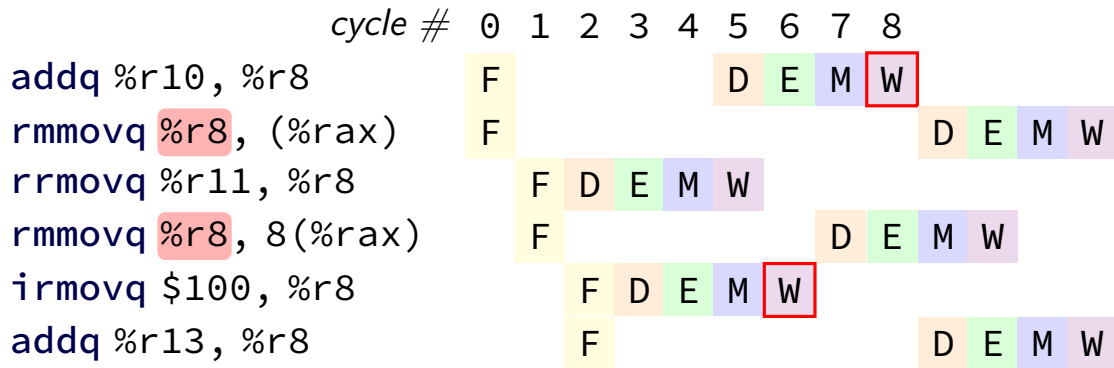 cycle # 0 1 2 3 4 5 6 7 8
addq %r10, %r8 F D E M W
rmmovq %r8, (%rax) F D E M W
rrmovq %r11, %r8 F D E M W
rmmovq %r8, 8(%rax) F D E M W
irmovq $100, %r8 F D E M W
addq %r13, %r8 F D E M W